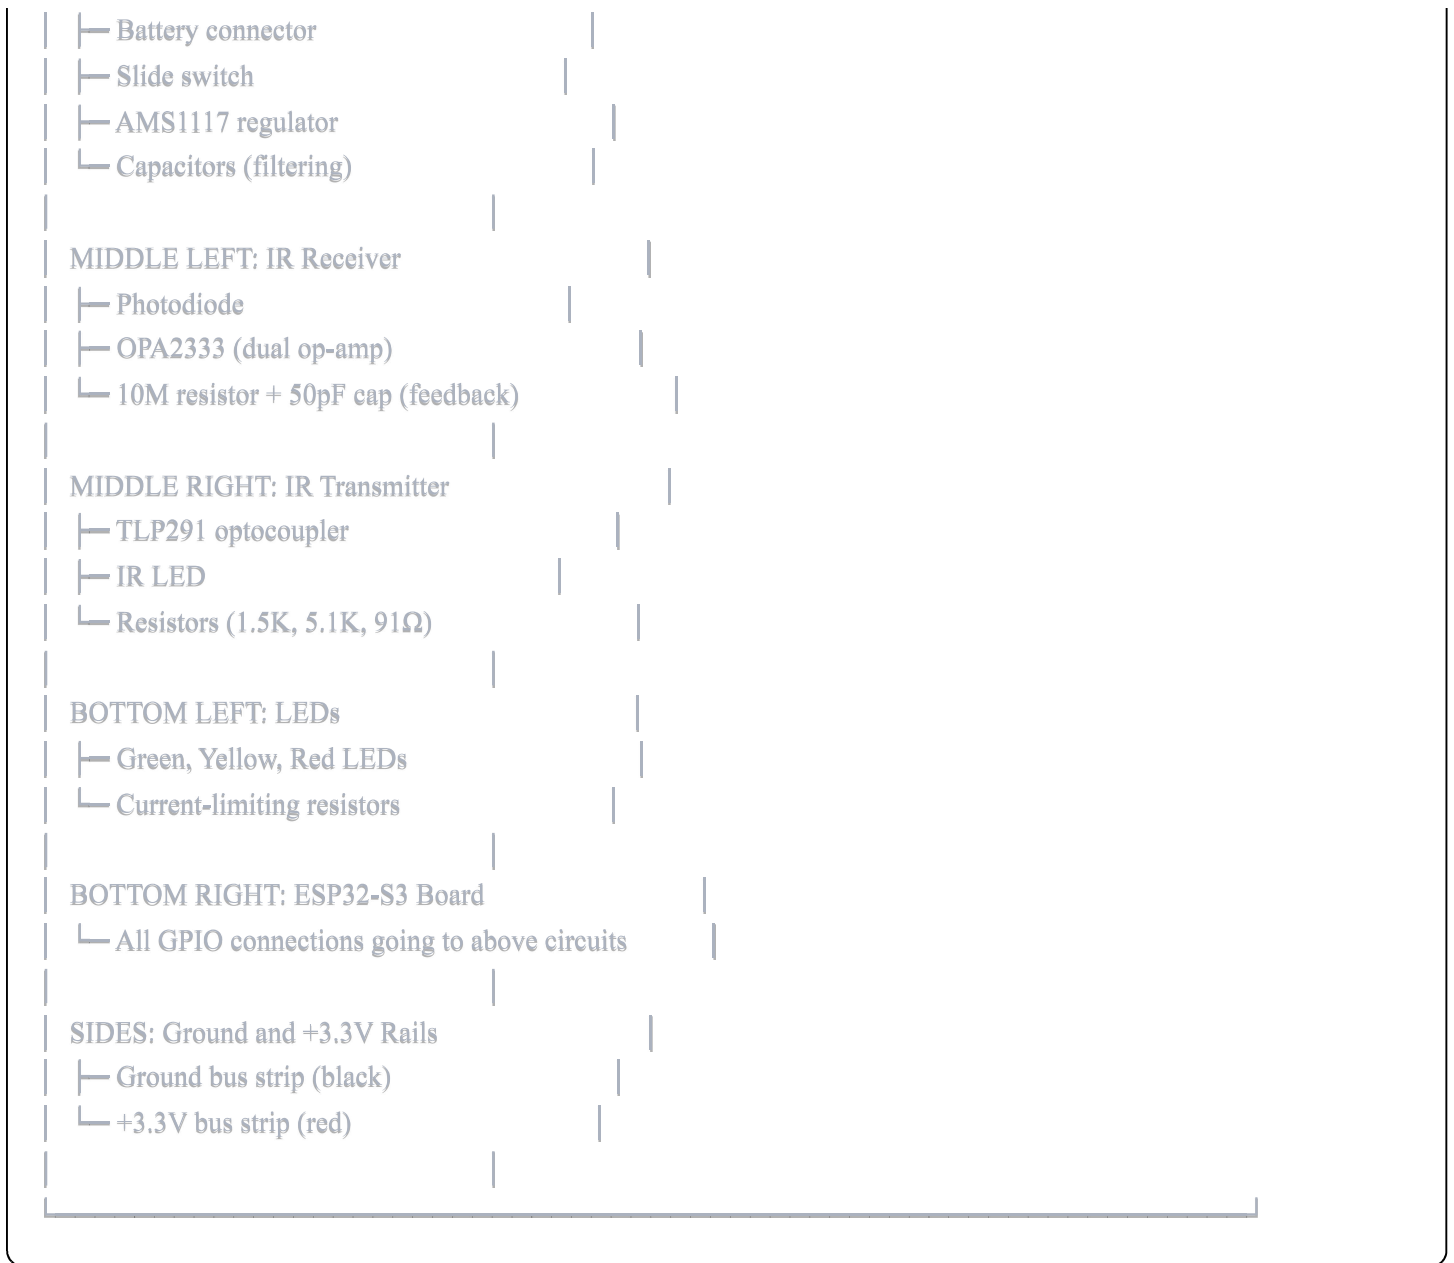 │ ├── Battery connector │
│ ├── Slide switch │
│ ├── AMS1117 regulator │
│ └── Capacitors (filtering) │
│ │
│ MIDDLE LEFT: IR Receiver │
│ ├── Photodiode │
│ ├── OPA2333 (dual op-amp) │
│ └── 10M resistor + 50pF cap (feedback) │
│ │
│ MIDDLE RIGHT: IR Transmitter │
│ ├── TLP291 optocoupler │
│ ├── IR LED │
│ └── Resistors (1.5K, 5.1K, 91Ω) │
│ │
│ BOTTOM LEFT: LEDs │
│ ├── Green, Yellow, Red LEDs │
│ └── Current-limiting resistors │
│ │
│ BOTTOM RIGHT: ESP32-S3 Board │
│ └── All GPIO connections going to above circuits │
│ │
│ SIDES: Ground and +3.3V Rails │
│ ├── Ground bus strip (black) │
│ └── +3.3V bus strip (red) │
│ │